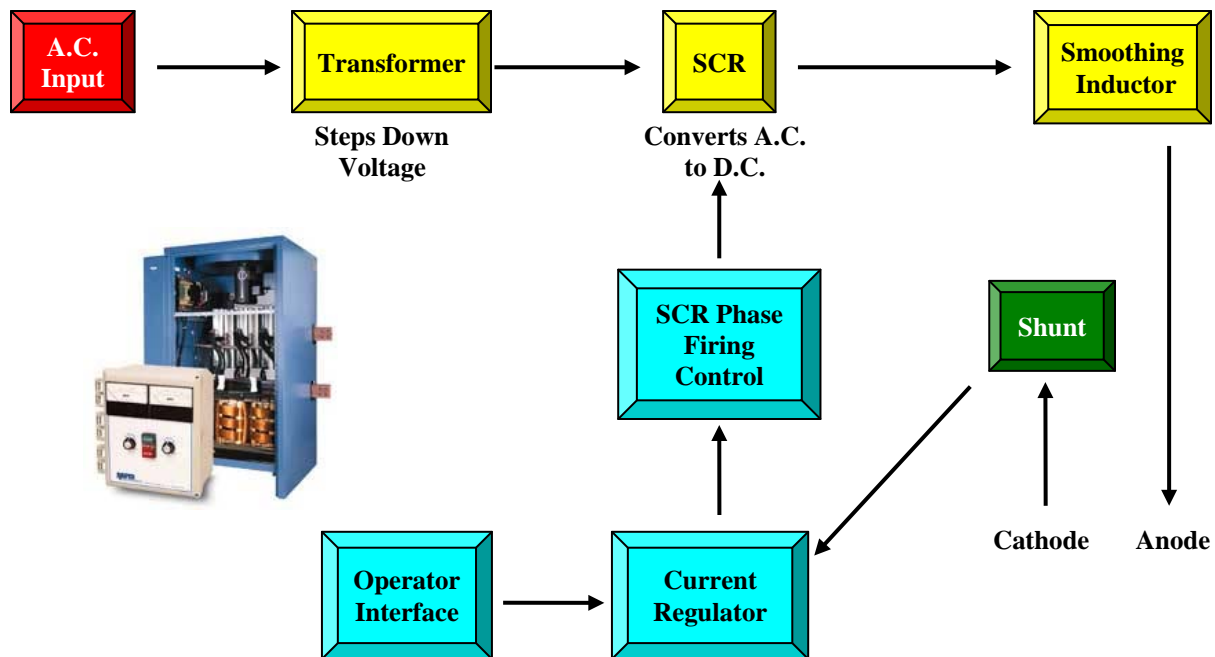 A.C.
Input
Transformer
SCR
Smoothing
Inductor
Steps Down
Voltage
Converts A.C.
to D.C.
SCR Phase
Firing
Control
Shunt
Cathode
Anode
Operator
Interface
Current
Regulator